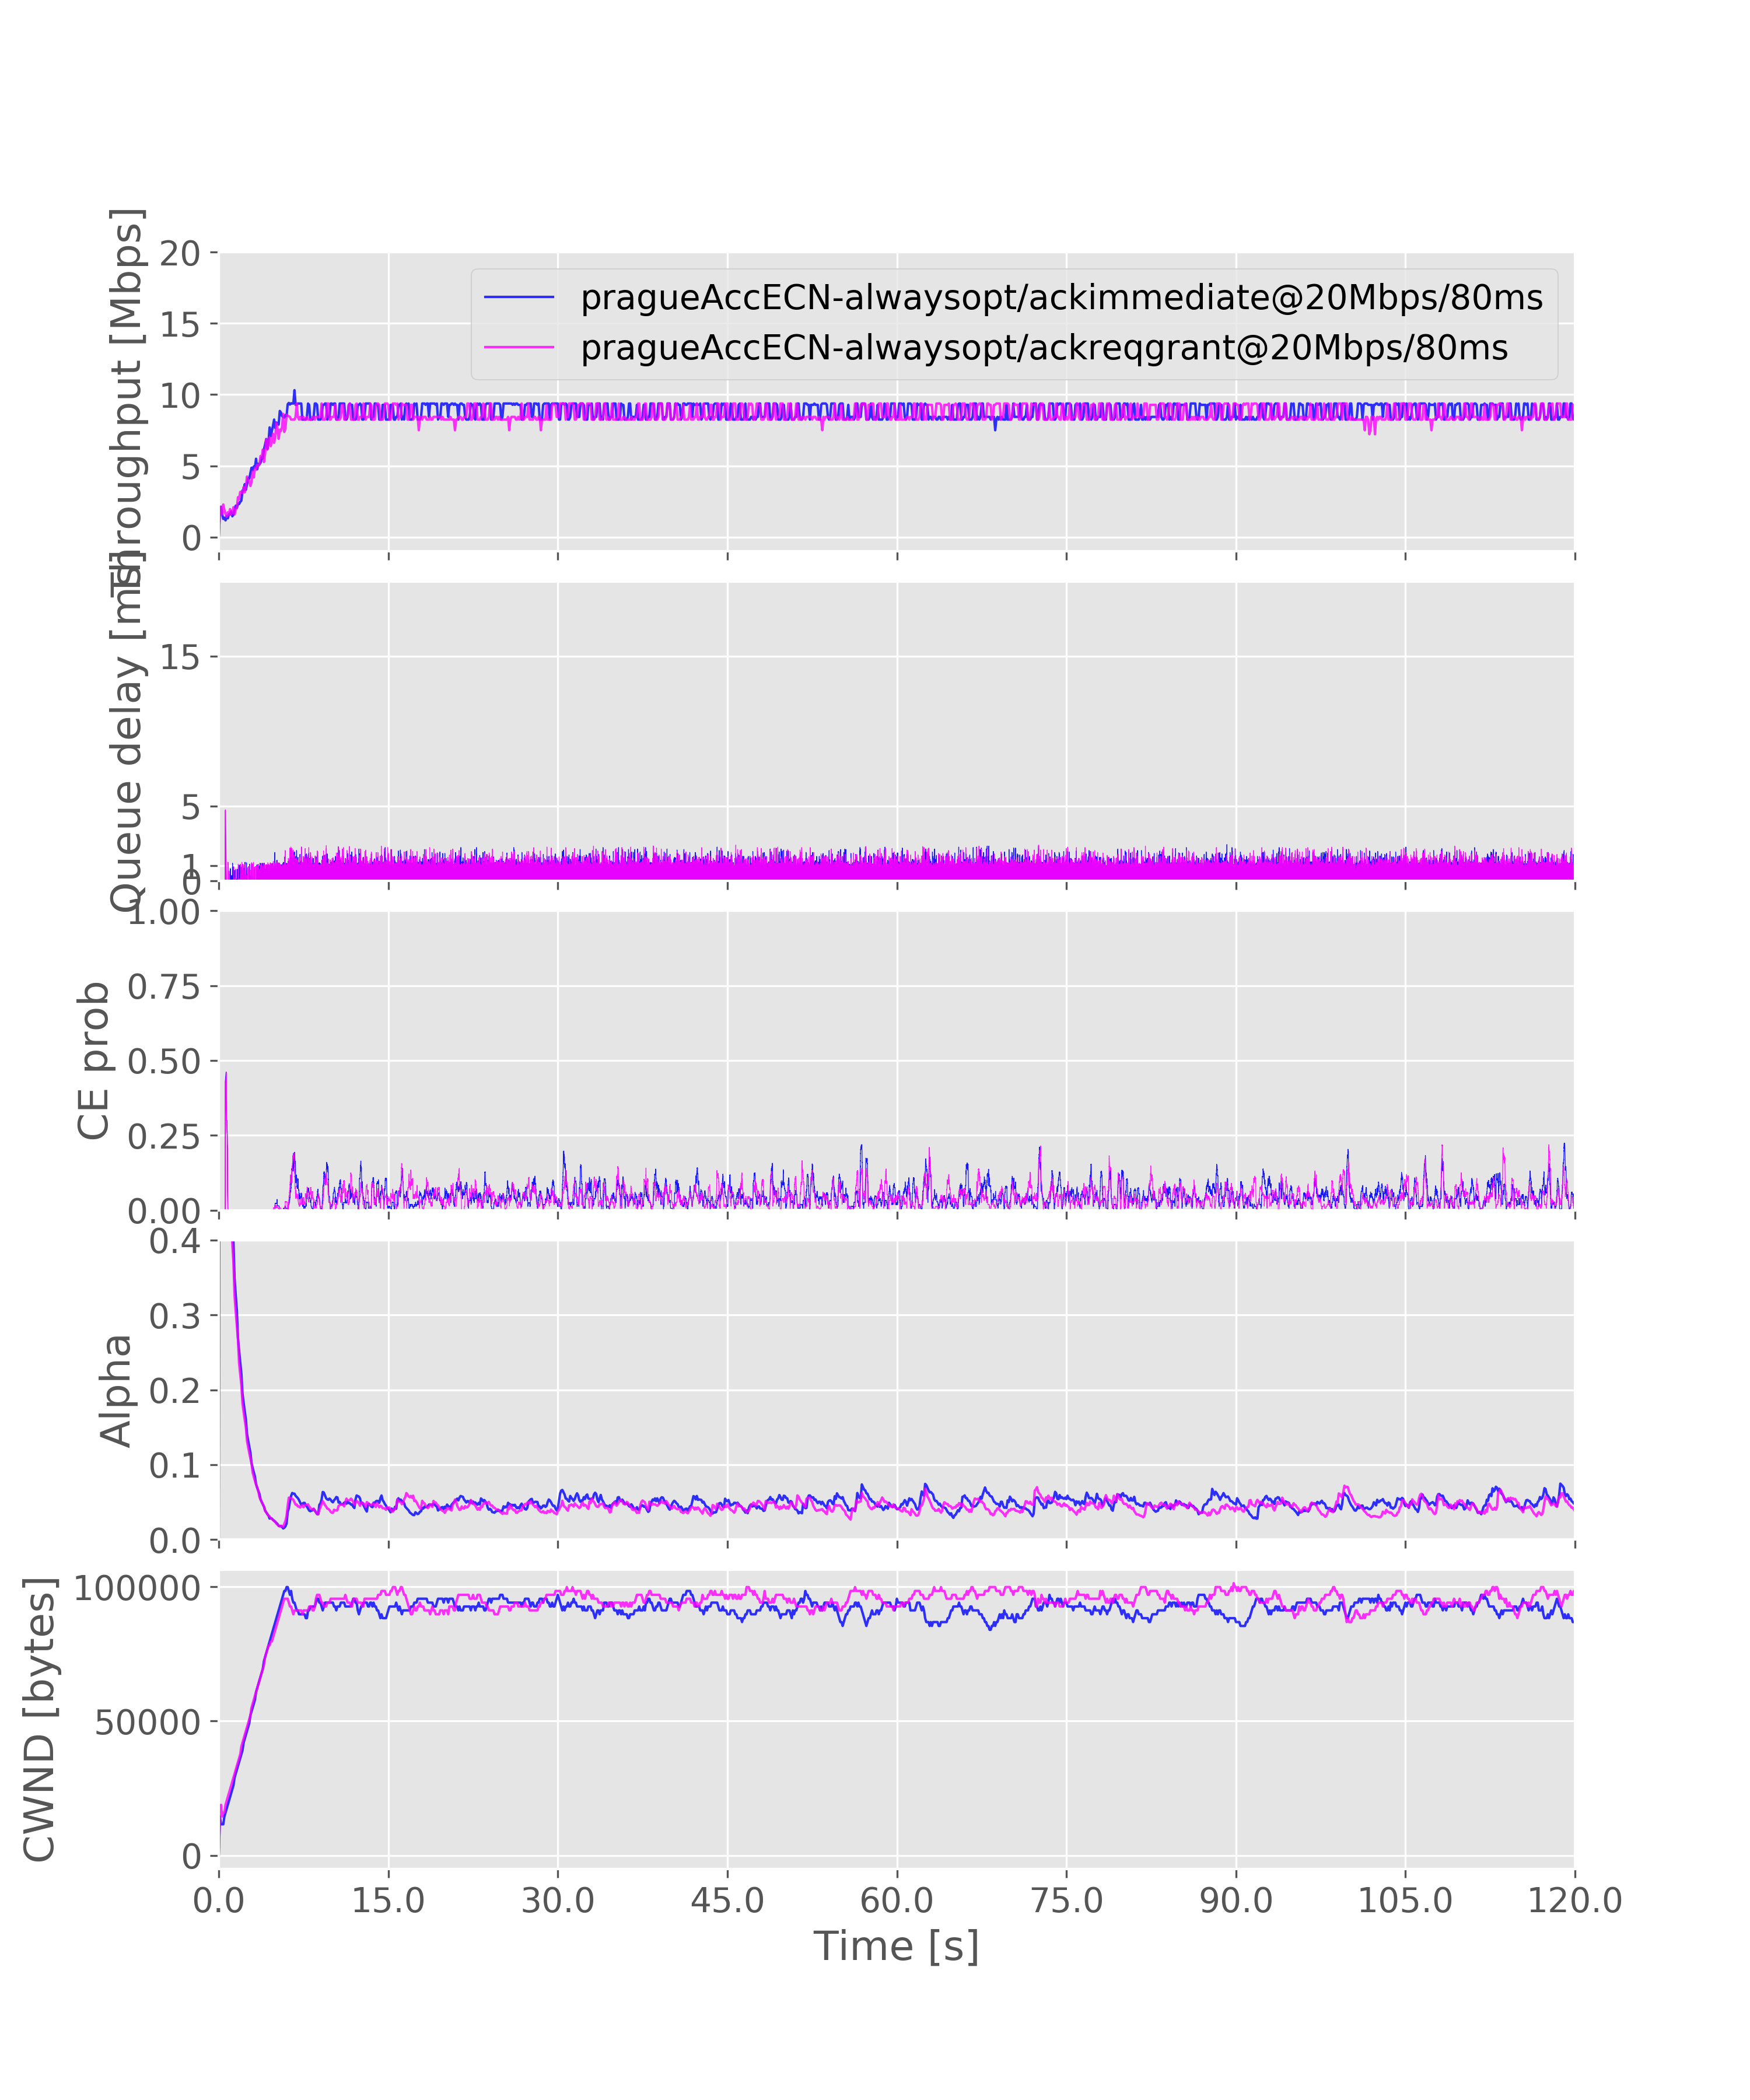 Throughput [Mbps]
20
15
10
5
0
pragueAccECN-alwaysopt/ackimmediate@20Mbps/80ms
pragueAccECN-alwaysopt/ackreqgrant@20Mbps/80ms
Queue delay [ms]
15
5
1
0
CE prob
1.00
0.75
0.50
0.25
0.00
Alpha
0.4
0.3
0.2
0.1
0.0
CWND [bytes]
100000
50000
0
0.0 15.0 30.0 45.0 60.0 75.0 90.0 105.0 120.0
Time [s]